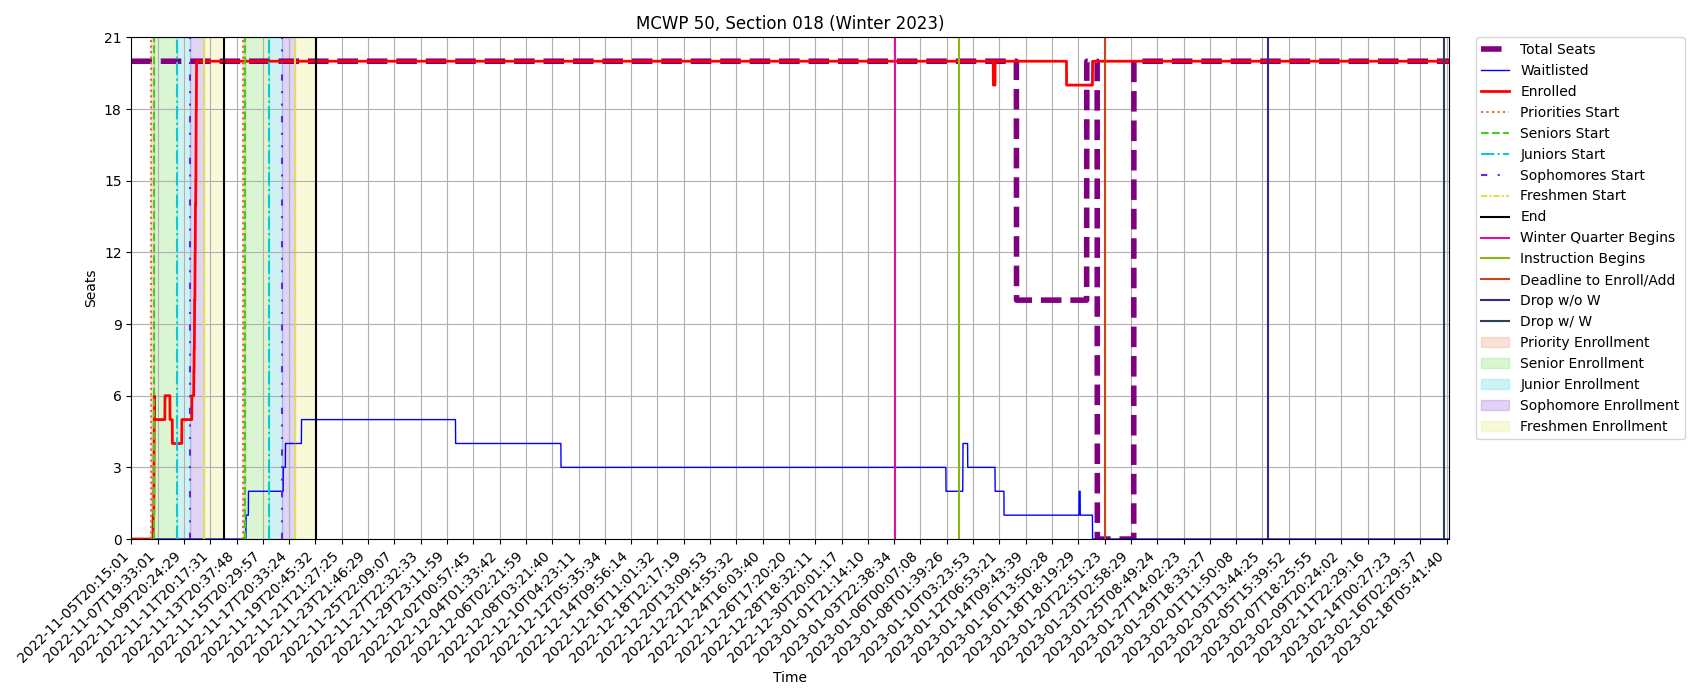 MCWP 50, Section 018 (Winter 2023)
21
18
15
12
9
6
3
0
Seats
2022-11-05T20:15:01
2022-11-07T19:33:01
2022-11-09T20:24:29
2022-11-11T20:17:31
2022-11-13T20:37:48
2022-11-15T20:29:57
2022-11-17T20:33:24
2022-11-19T20:45:32
2022-11-21T21:27:25
2022-11-23T21:46:29
2022-11-25T22:09:07
2022-11-27T22:32:33
2022-11-29T23:11:59
2022-12-02T00:57:45
2022-12-04T01:33:42
2022-12-06T02:21:59
2022-12-08T03:21:40
2022-12-10T04:23:11
2022-12-12T05:35:34
2022-12-14T09:56:14
2022-12-16T11:01:32
2022-12-18T12:17:19
2022-12-20T13:09:53
2022-12-22T14:55:32
2022-12-24T16:03:40
2022-12-26T17:20:20
2022-12-28T18:32:11
2022-12-30T20:01:17
2023-01-01T21:14:10
2023-01-03T22:38:34
2023-01-06T00:07:08
2023-01-08T01:39:26
2023-01-10T03:23:53
2023-01-12T06:53:21
2023-01-14T09:43:39
2023-01-16T13:50:28
2023-01-18T18:19:29
2023-01-20T22:51:23
2023-01-23T02:58:29
2023-01-25T08:49:24
2023-01-27T14:02:23
2023-01-29T18:33:27
2023-02-01T11:50:08
2023-02-03T13:44:25
2023-02-05T15:39:52
2023-02-07T18:25:55
2023-02-09T20:24:02
2023-02-11T22:29:16
2023-02-14T00:27:23
2023-02-16T02:29:37
2023-02-18T05:41:40
Time
Total Seats
Waitlisted
Enrolled
Priorities Start
Seniors Start
Juniors Start
Sophomores Start
Freshmen Start
End
Winter Quarter Begins
Instruction Begins
Deadline to Enroll/Add
Drop w/o W
Drop w/ W
Priority Enrollment
Senior Enrollment
Junior Enrollment
Sophomore Enrollment
Freshmen Enrollment